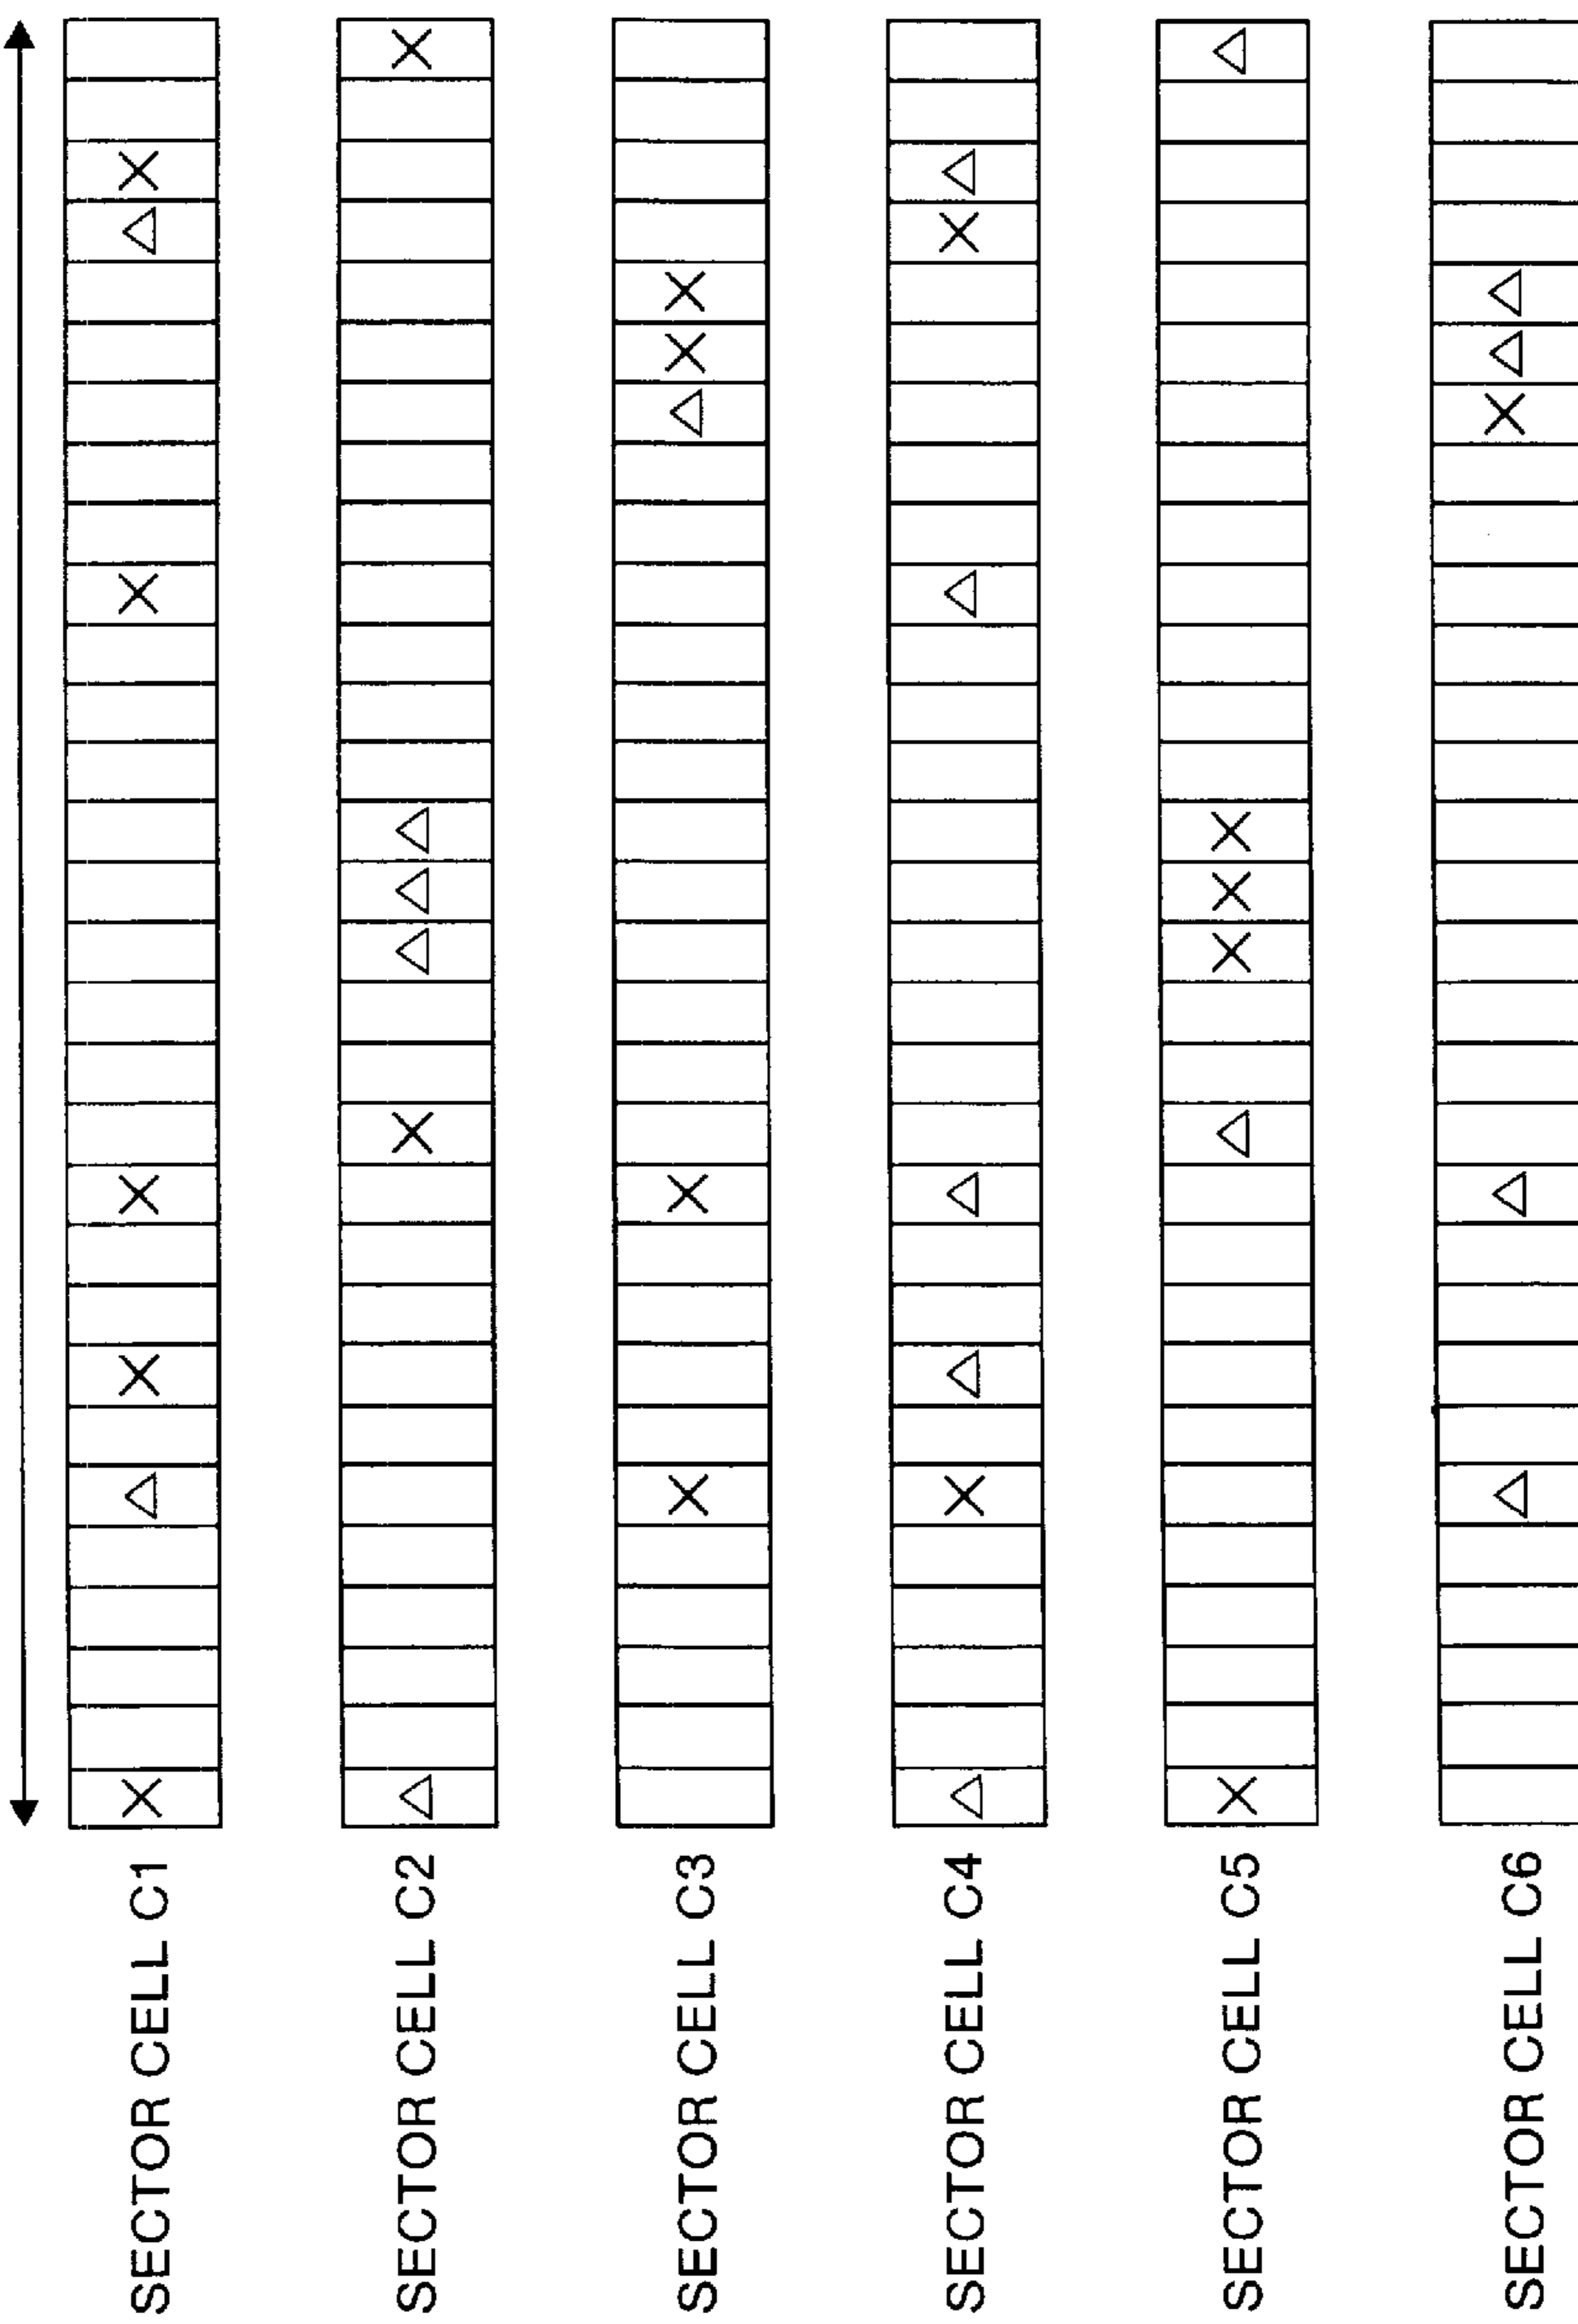 SECTOR CELL C1
SECTOR CELL C2
SECTOR CELL C3
SECTOR CELL C4
SECTOR CELL C5
SECTOR CELL C6